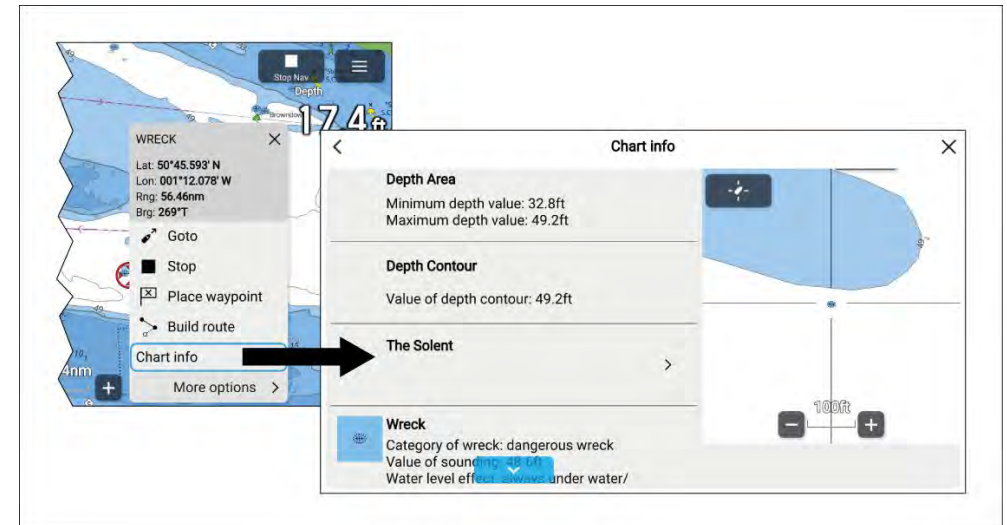 Stop Nav
Depth
17.4ft
WRECK
Lat: 50°45.593' N
Lon: 001°12.078' W
Rng: 56.46nm
Brg: 269°T
Goto
Stop
Place waypoint
Build route
Chart info
More options
Chart info
Depth Area
Minimum depth value: 32.8ft
Maximum depth value: 49.2ft
Depth Contour
Value of depth contour: 49.2ft
The Solent
Wreck
Category of wreck: dangerous wreck
Value of sounding: 48.6ft
Water level effect: always under water/
100ft